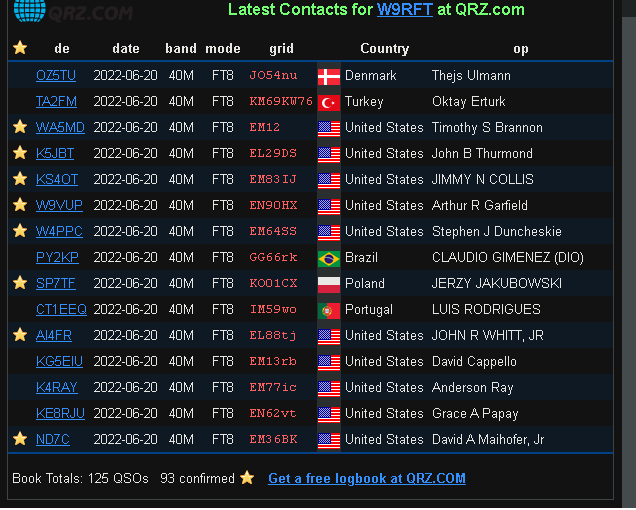 QRZ.COM
Latest Contacts for W9RFT at QRZ.com
de date band mode grid Country op
OZ5TU 2022-06-20 40M FT8 JO54nu Denmark Thejs Ulmann
TA2FM 2022-06-20 40M FT8 KM69KW76 Turkey Oktay Erturk
WA5MD 2022-06-20 40M FT8 EM12 United States Timothy S Brannon
K5JBT 2022-06-20 40M FT8 EL29DS United States John B Thurmond
KS4OT 2022-06-20 40M FT8 EM83IJ United States JIMMY N COLLIS
W9VUP 2022-06-20 40M FT8 EN90HX United States Arthur R Garfield
W4PPC 2022-06-20 40M FT8 EM64SS United States Stephen J Duncheskie
PY2KP 2022-06-20 40M FT8 GG66rk Brazil CLAUDIO GIMENEZ (DIO)
SP7TF 2022-06-20 40M FT8 KO01CX Poland JERZY JAKUBOWSKI
CT1EEQ 2022-06-20 40M FT8 IM59wo Portugal LUIS RODRIGUES
AI4FR 2022-06-20 40M FT8 EL88tj United States JOHN R WHITT, JR
KG5EIU 2022-06-20 40M FT8 EM13rb United States David Cappello
K4RAY 2022-06-20 40M FT8 EM77ic United States Anderson Ray
KE8RJU 2022-06-20 40M FT8 EN62vt United States Grace A Papay
ND7C 2022-06-20 40M FT8 EM36BK United States David A Maihofer, Jr
Book Totals: 125 QSOs 93 confirmed Get a free logbook at QRZ.COM